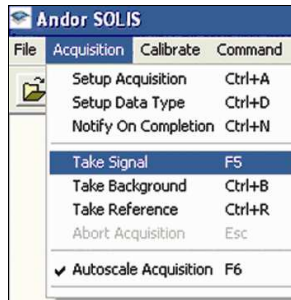 Andor SOLIS
File Acquisition Calibrate Command
Setup Acquisition Ctrl+A
Setup Data Type Ctrl+D
Notify On Completion Ctrl+N
Take Signal F5
Take Background Ctrl+B
Take Reference Ctrl+R
Abort Acquisition Esc
Autoscale Acquisition F6